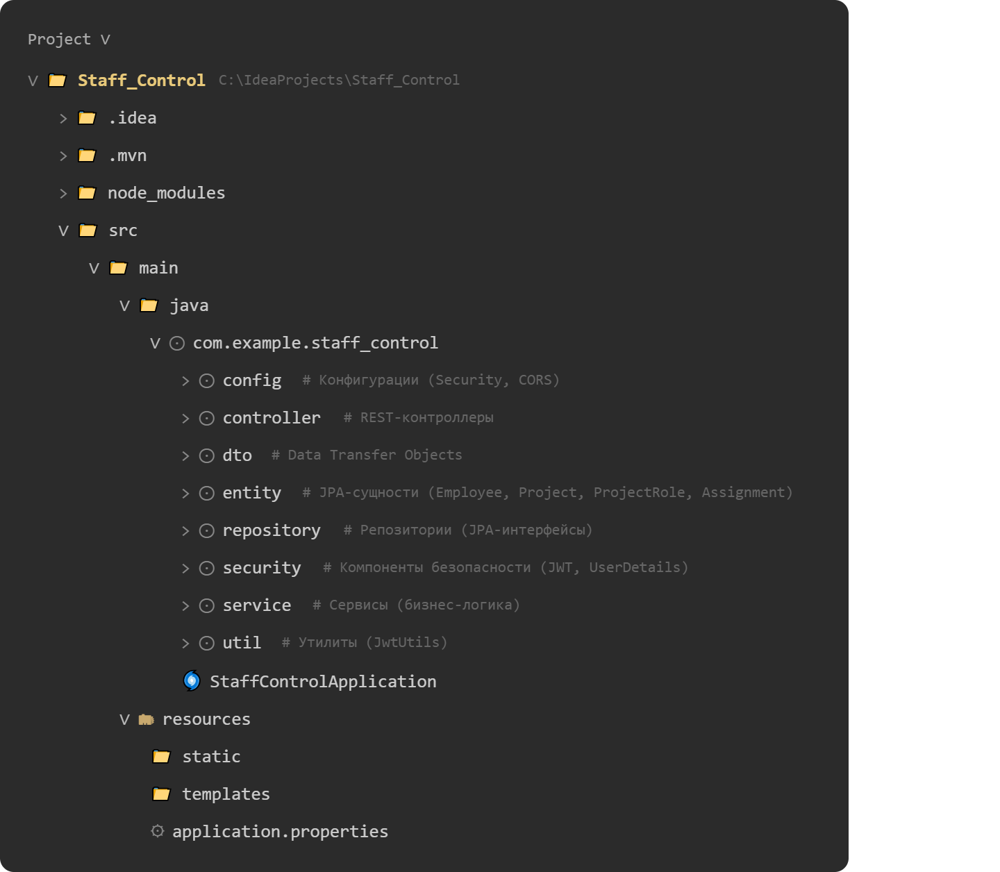 Project V
V Staff_Control C:\IdeaProjects\Staff_Control
> .idea
> .mvn
> node_modules
V src
V main
V java
V com.example.staff_control
> config # Конфигурации (Security, CORS)
> controller # REST-контроллеры
> dto # Data Transfer Objects
> entity # JPA-сущности (Employee, Project, ProjectRole, Assignment)
> repository # Репозитории (JPA-интерфейсы)
> security # Компоненты безопасности (JWT, UserDetails)
> service # Сервисы (бизнес-логика)
> util # Утилиты (JwtUtils)
StaffControlApplication
V resources
static
templates
application.properties